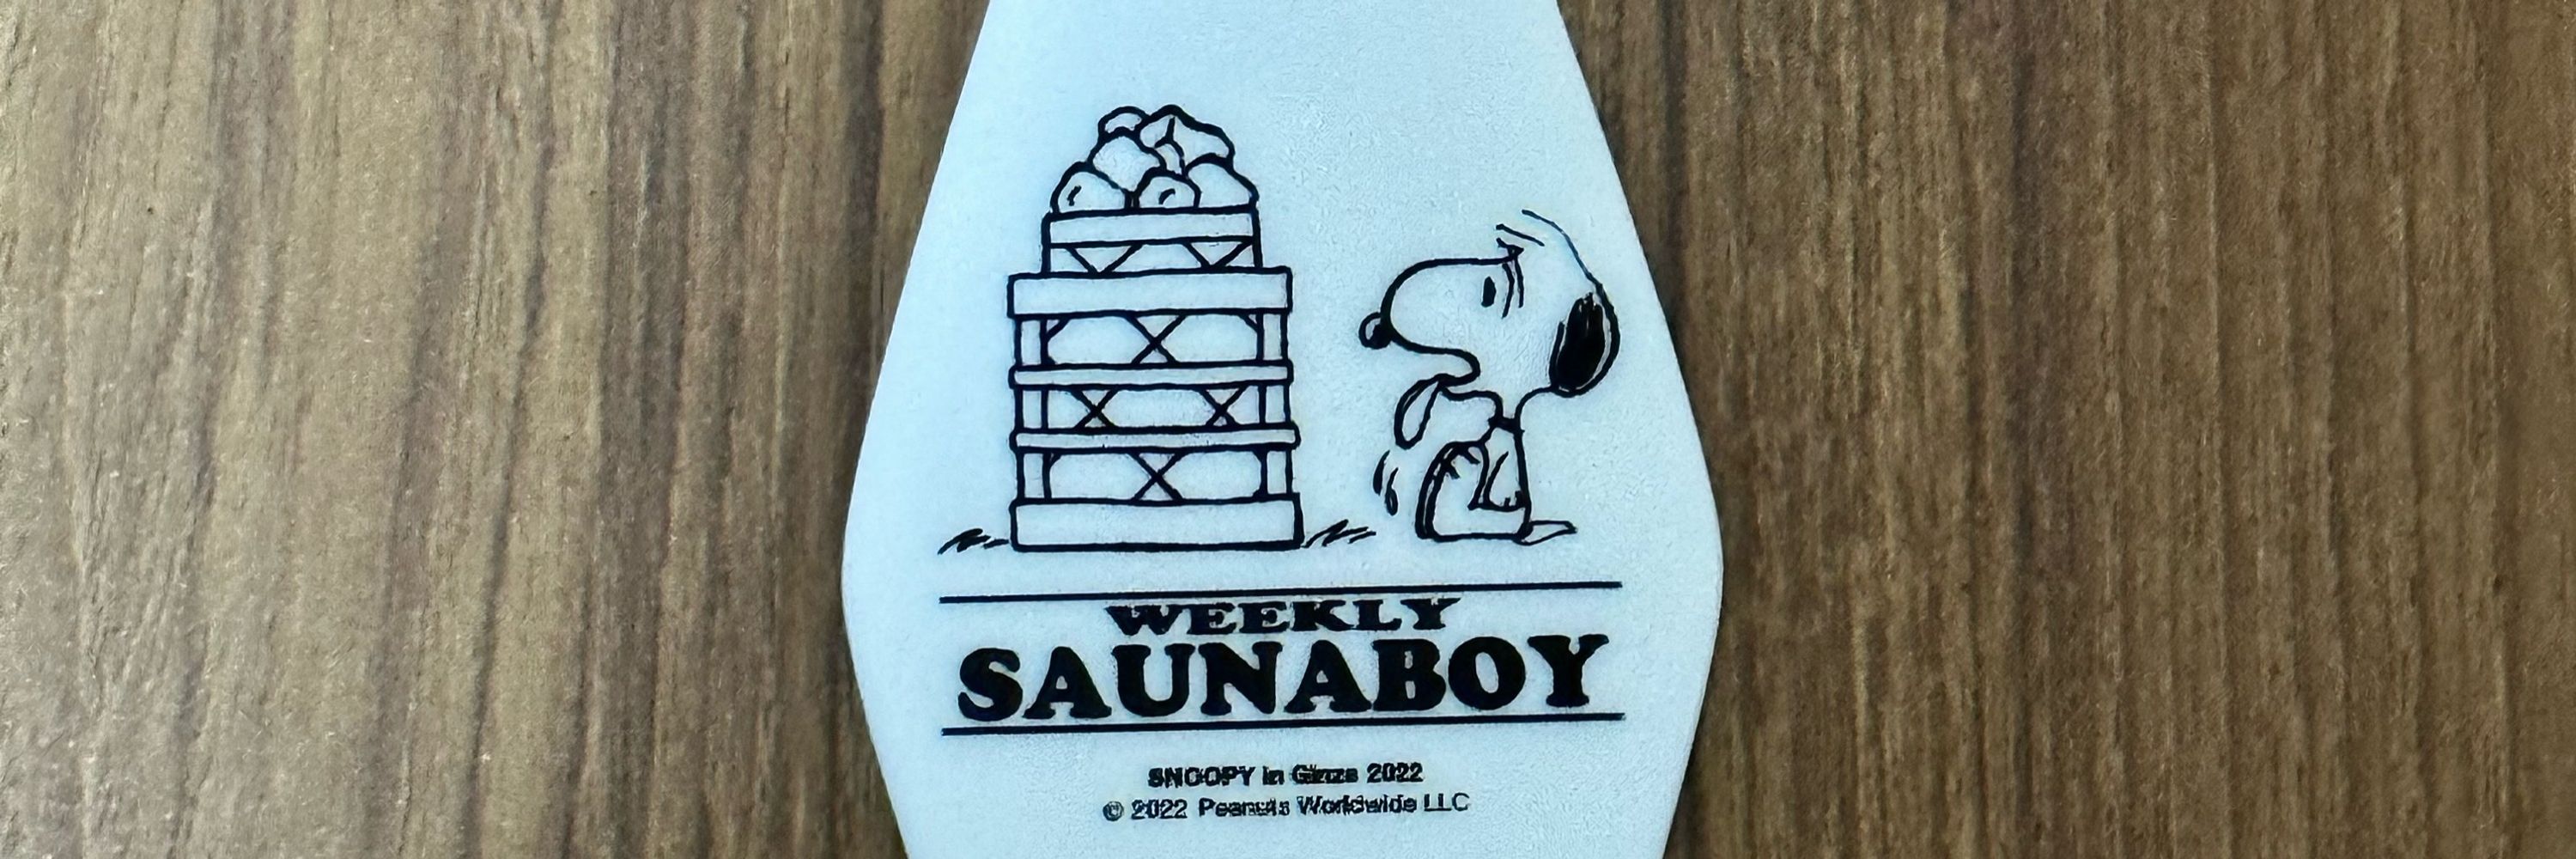 WEEKLY
SAUNABOY
SNOOPY in Ginza 2022
© 2022 Peanuts Worldwide LLC